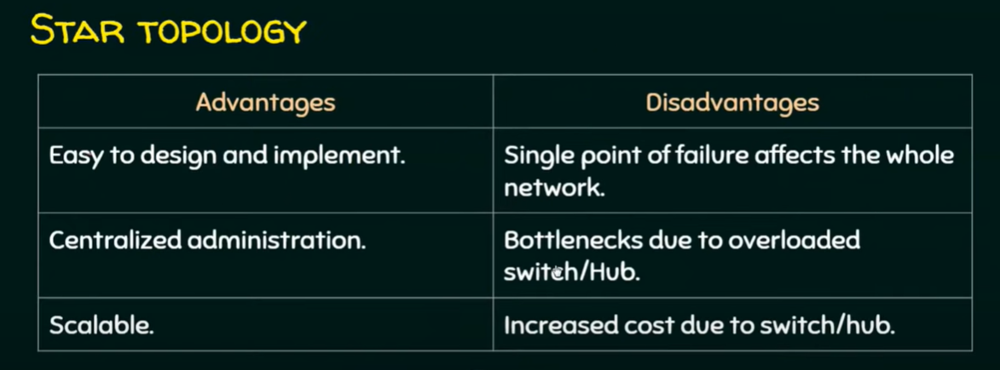 STAR TOPOLOGY
Advantages
Disadvantages
Easy to design and implement.
Single point of failure affects the whole
network.
Centralized administration.
Bottlenecks due to overloaded
switch/Hub.
Scalable.
Increased cost due to switch/hub.